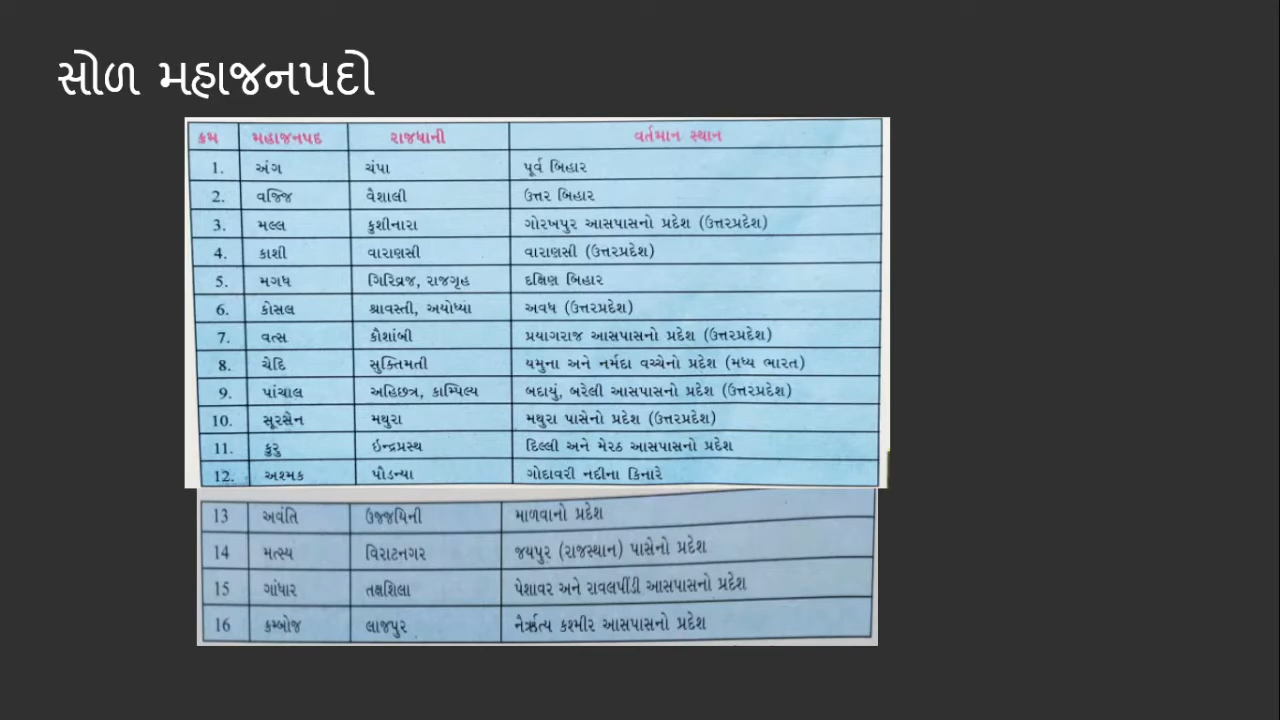 સોળ મહાજનપદો
ક્રમ મહાજનપદ રાજધાની વર્તમાન સ્થાન
1. અંગ ચંપા પૂર્વ બિહાર
2. વજ્જિ વૈશાલી ઉત્તર બિહાર
3. મલ્લ કુશીનારા ગોરખપુર આસપાસનો પ્રદેશ (ઉત્તરપ્રદેશ)
4. કાશી વારાણસી વારાણસી (ઉત્તરપ્રદેશ)
5. મગધ ગિરિવ્રજ, રાજગૃહ દક્ષિણ બિહાર
6. કોસલ શ્રાવસ્તી, અયોધ્યા અવધ (ઉત્તરપ્રદેશ)
7. વત્સ કૌશાંબી પ્રયાગરાજ આસપાસનો પ્રદેશ (ઉત્તરપ્રદેશ)
8. ચેદિ સુક્તિમતી યમુના અને નર્મદા વચ્ચેનો પ્રદેશ (મધ્ય ભારત)
9. પાંચાલ અહિછત્ર, કામ્પિલ્ય બદાયું, બરેલી આસપાસનો પ્રદેશ (ઉત્તરપ્રદેશ)
10. સૂરસેન મથુરા મથુરા પાસેનો પ્રદેશ (ઉત્તરપ્રદેશ)
11. કુરુ ઇન્દ્રપ્રસ્થ દિલ્લી અને મેરઠ આસપાસનો પ્રદેશ
12. અશ્મક પૌડન્યા ગોદાવરી નદીના કિનારે
13 અવંતિ ઉજ્જયિની માળવાનો પ્રદેશ
14 મત્સ્ય વિરાટનગર જયપુર (રાજસ્થાન) પાસેનો પ્રદેશ
15 ગાંધાર તક્ષશિલા પેશાવર અને રાવલપીંડી આસપાસનો પ્રદેશ
16 કમ્બોજ લાજપુર નૈર્ઋત્ય કશ્મીર આસપાસનો પ્રદેશ